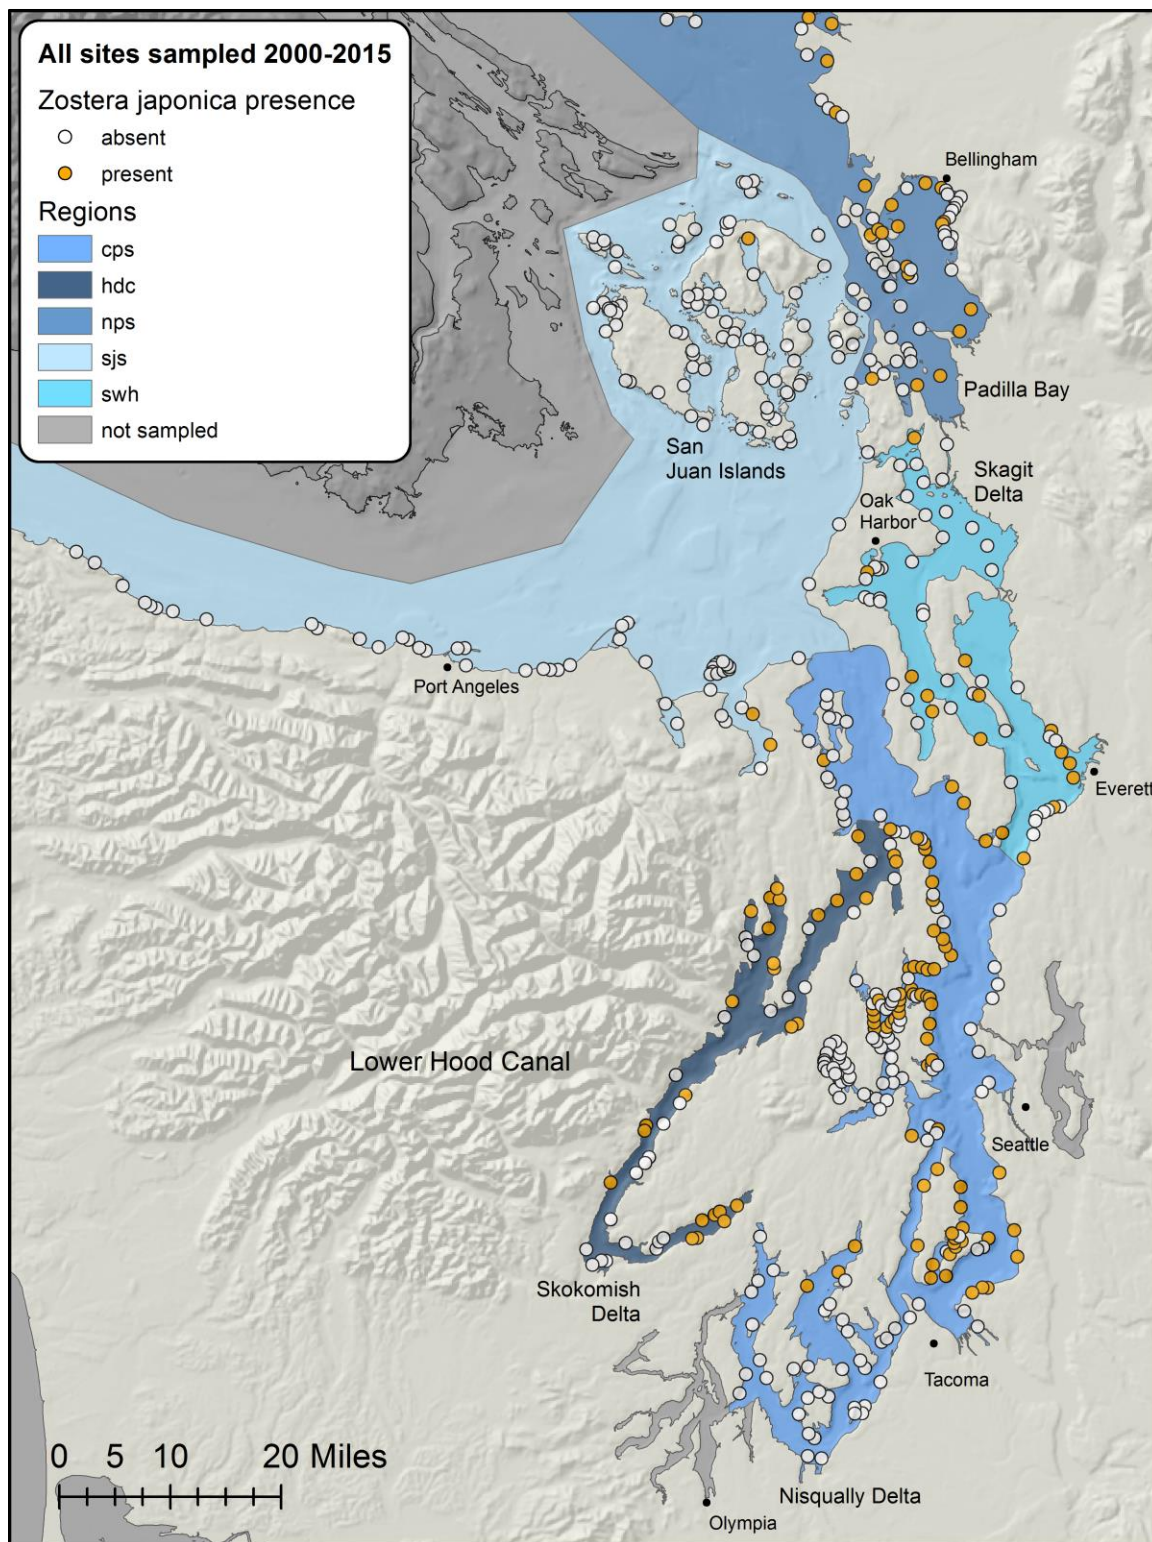 All sites sampled 2000-2015
Zostera japonica presence
absent
present
Regions
cps
hdc
nps
sjs
swh
not sampled
Bellingham
Padilla Bay
San
Juan Islands
Skagit
Delta
Oak
Harbor
Port Angeles
Everett
Lower Hood Canal
Seattle
Skokomish
Delta
Tacoma
Nisqually Delta
Olympia
0 5 10 20 Miles